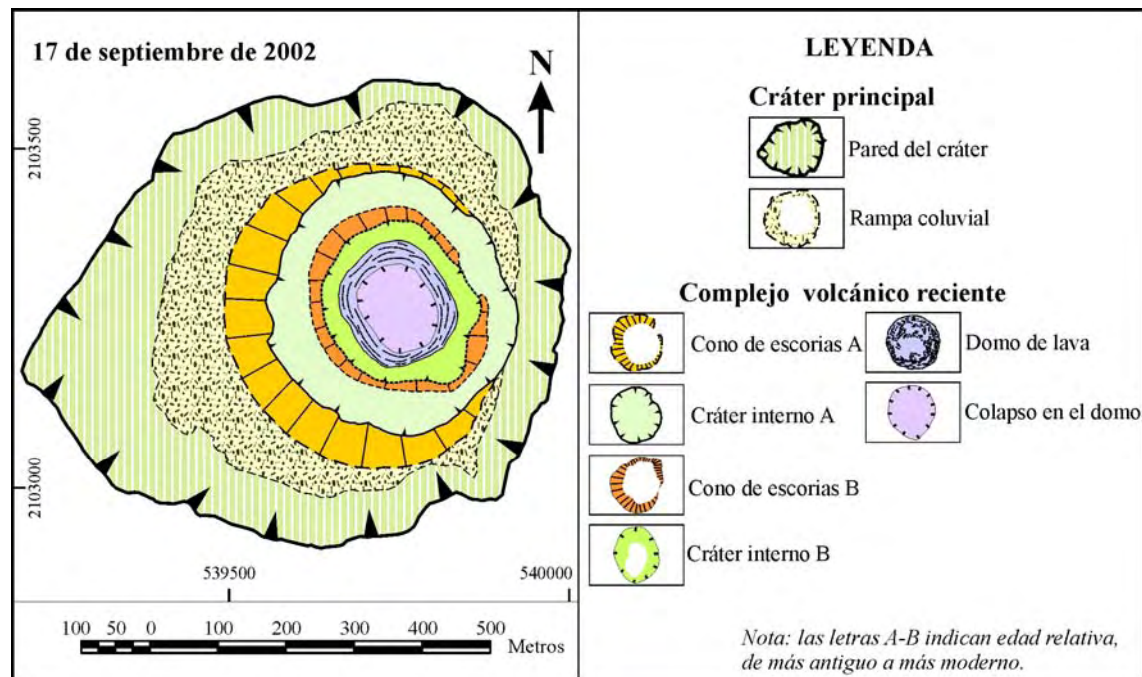 17 de septiembre de 2002
N
2103500
2103000
539500
540000
100 50 0 100 200 300 400 500
Metros
LEYENDA
Cráter principal
Pared del cráter
Rampa coluvial
Complejo volcánico reciente
Cono de escorias A
Domo de lava
Cráter interno A
Colapso en el domo
Cono de escorias B
Cráter interno B
Nota: las letras A-B indican edad relativa,
de más antiguo a más moderno.